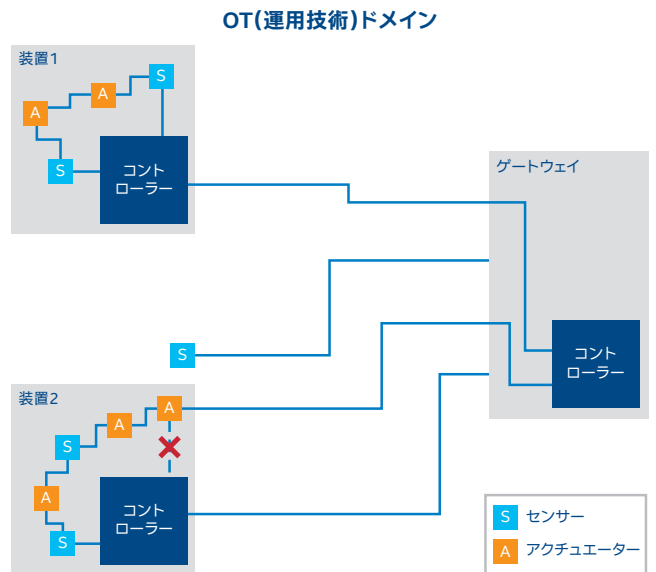 OT(運用技術)ドメイン
装置1
S
A
A
S
コント
ローラー
ゲートウェイ
S
コント
ローラー
装置2
A
A
S
A
S
コント
ローラー
S センサー
A アクチュエーター